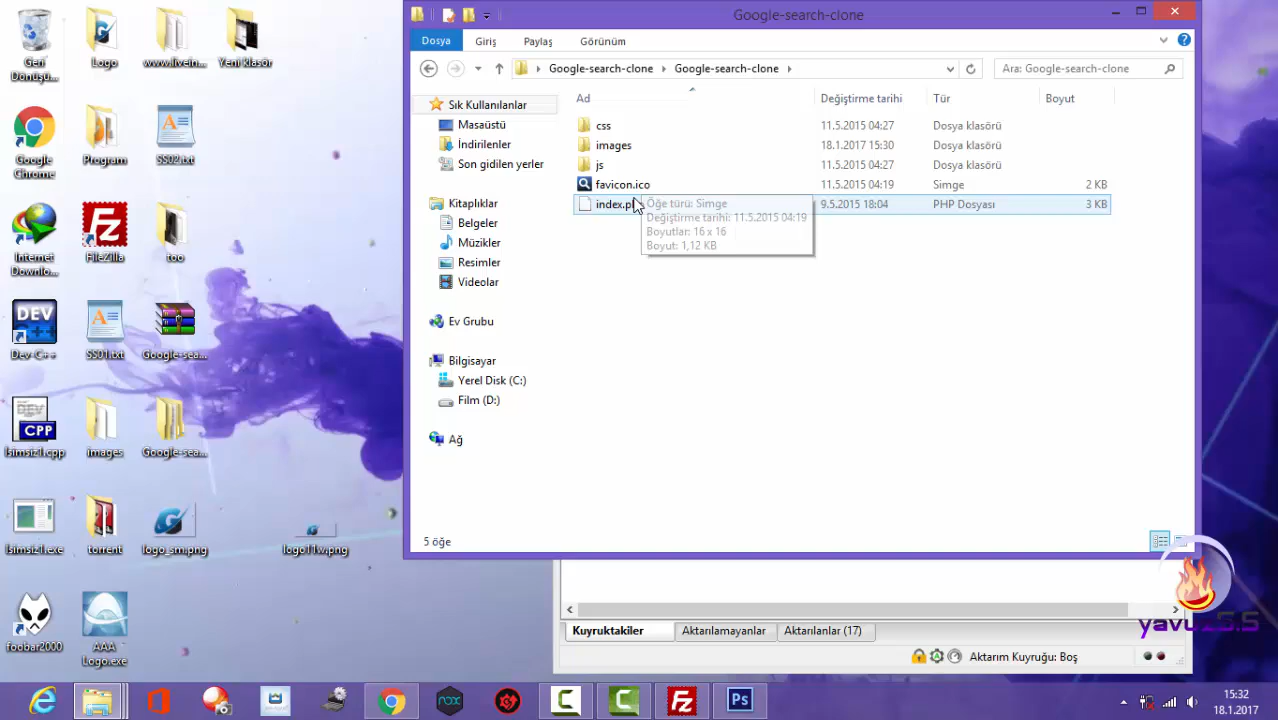 Google-search-clone
Dosya Giriş Paylaş Görünüm
Google-search-clone Google-search-clone Ara: Google-search-clone
Ad Değiştirme tarihi Tür Boyut
css 11.5.2015 04:27 Dosya klasörü
images 18.1.2017 15:30 Dosya klasörü
js 11.5.2015 04:27 Dosya klasörü
favicon.ico 11.5.2015 04:19 Simge 2 KB
index.p 9.5.2015 18:04 PHP Dosyası 3 KB
Öğe türü: Simge
Değiştirme tarihi: 11.5.2015 04:19
Boyutlar: 16 x 16
Boyut: 1,12 KB
Sık Kullanılanlar
Masaüstü
İndirilenler
Son gidilen yerler
Kitaplıklar
Belgeler
Müzikler
Resimler
Videolar
Ev Grubu
Bilgisayar
Yerel Disk (C:)
Film (D:)
Ağ
5 öğe
Geri
Dönüşü...
Logo
www.livein...
Yeni klasör
Google
Chrome
Program
SS02.txt
Internet
Downlo...
FileZilla
too
DEV
C++
Dev-C++
SS01.txt
Google-sea...
DEV
CPP
İsimsiz1.cpp
images
Google-sea...
İsimsiz1.exe
torrent
logo_sm.png
logo11w.png
foobar2000
AAA
Logo.exe
Kuyruktakiler Aktarılamayanlar Aktarılanlar (17)
Aktarım Kuyruğu: Boş
yavuz5.5
nox
Ps
15:32
18.1.2017